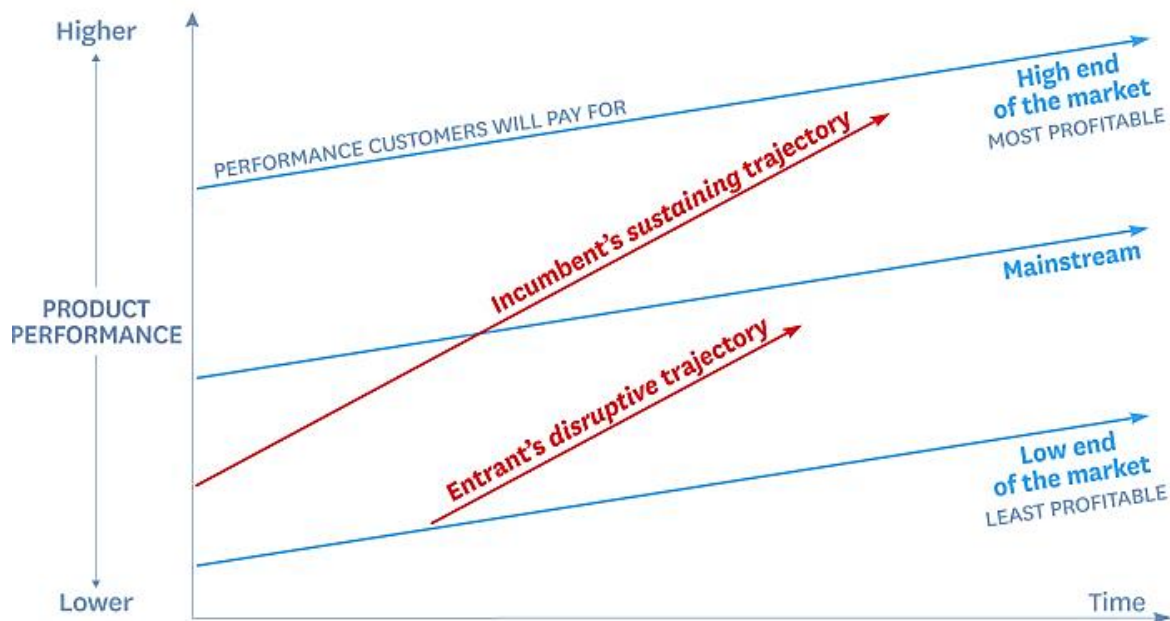 Higher
PERFORMANCE CUSTOMERS WILL PAY FOR
High end
of the market
MOST PROFITABLE
Incumbent's sustaining trajectory
Mainstream
PRODUCT
PERFORMANCE
Entrant's disruptive trajectory
Low end
of the market
LEAST PROFITABLE
Lower
Time